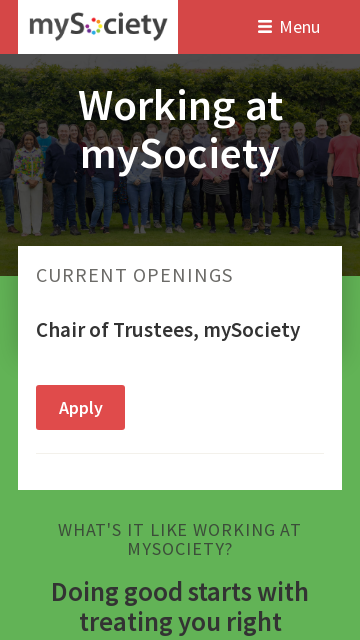 mySociety
Menu
Working at
mySociety
CURRENT OPENINGS
Chair of Trustees, mySociety
Apply
WHAT'S IT LIKE WORKING AT
MYSOCIETY?
Doing good starts with
treating you right